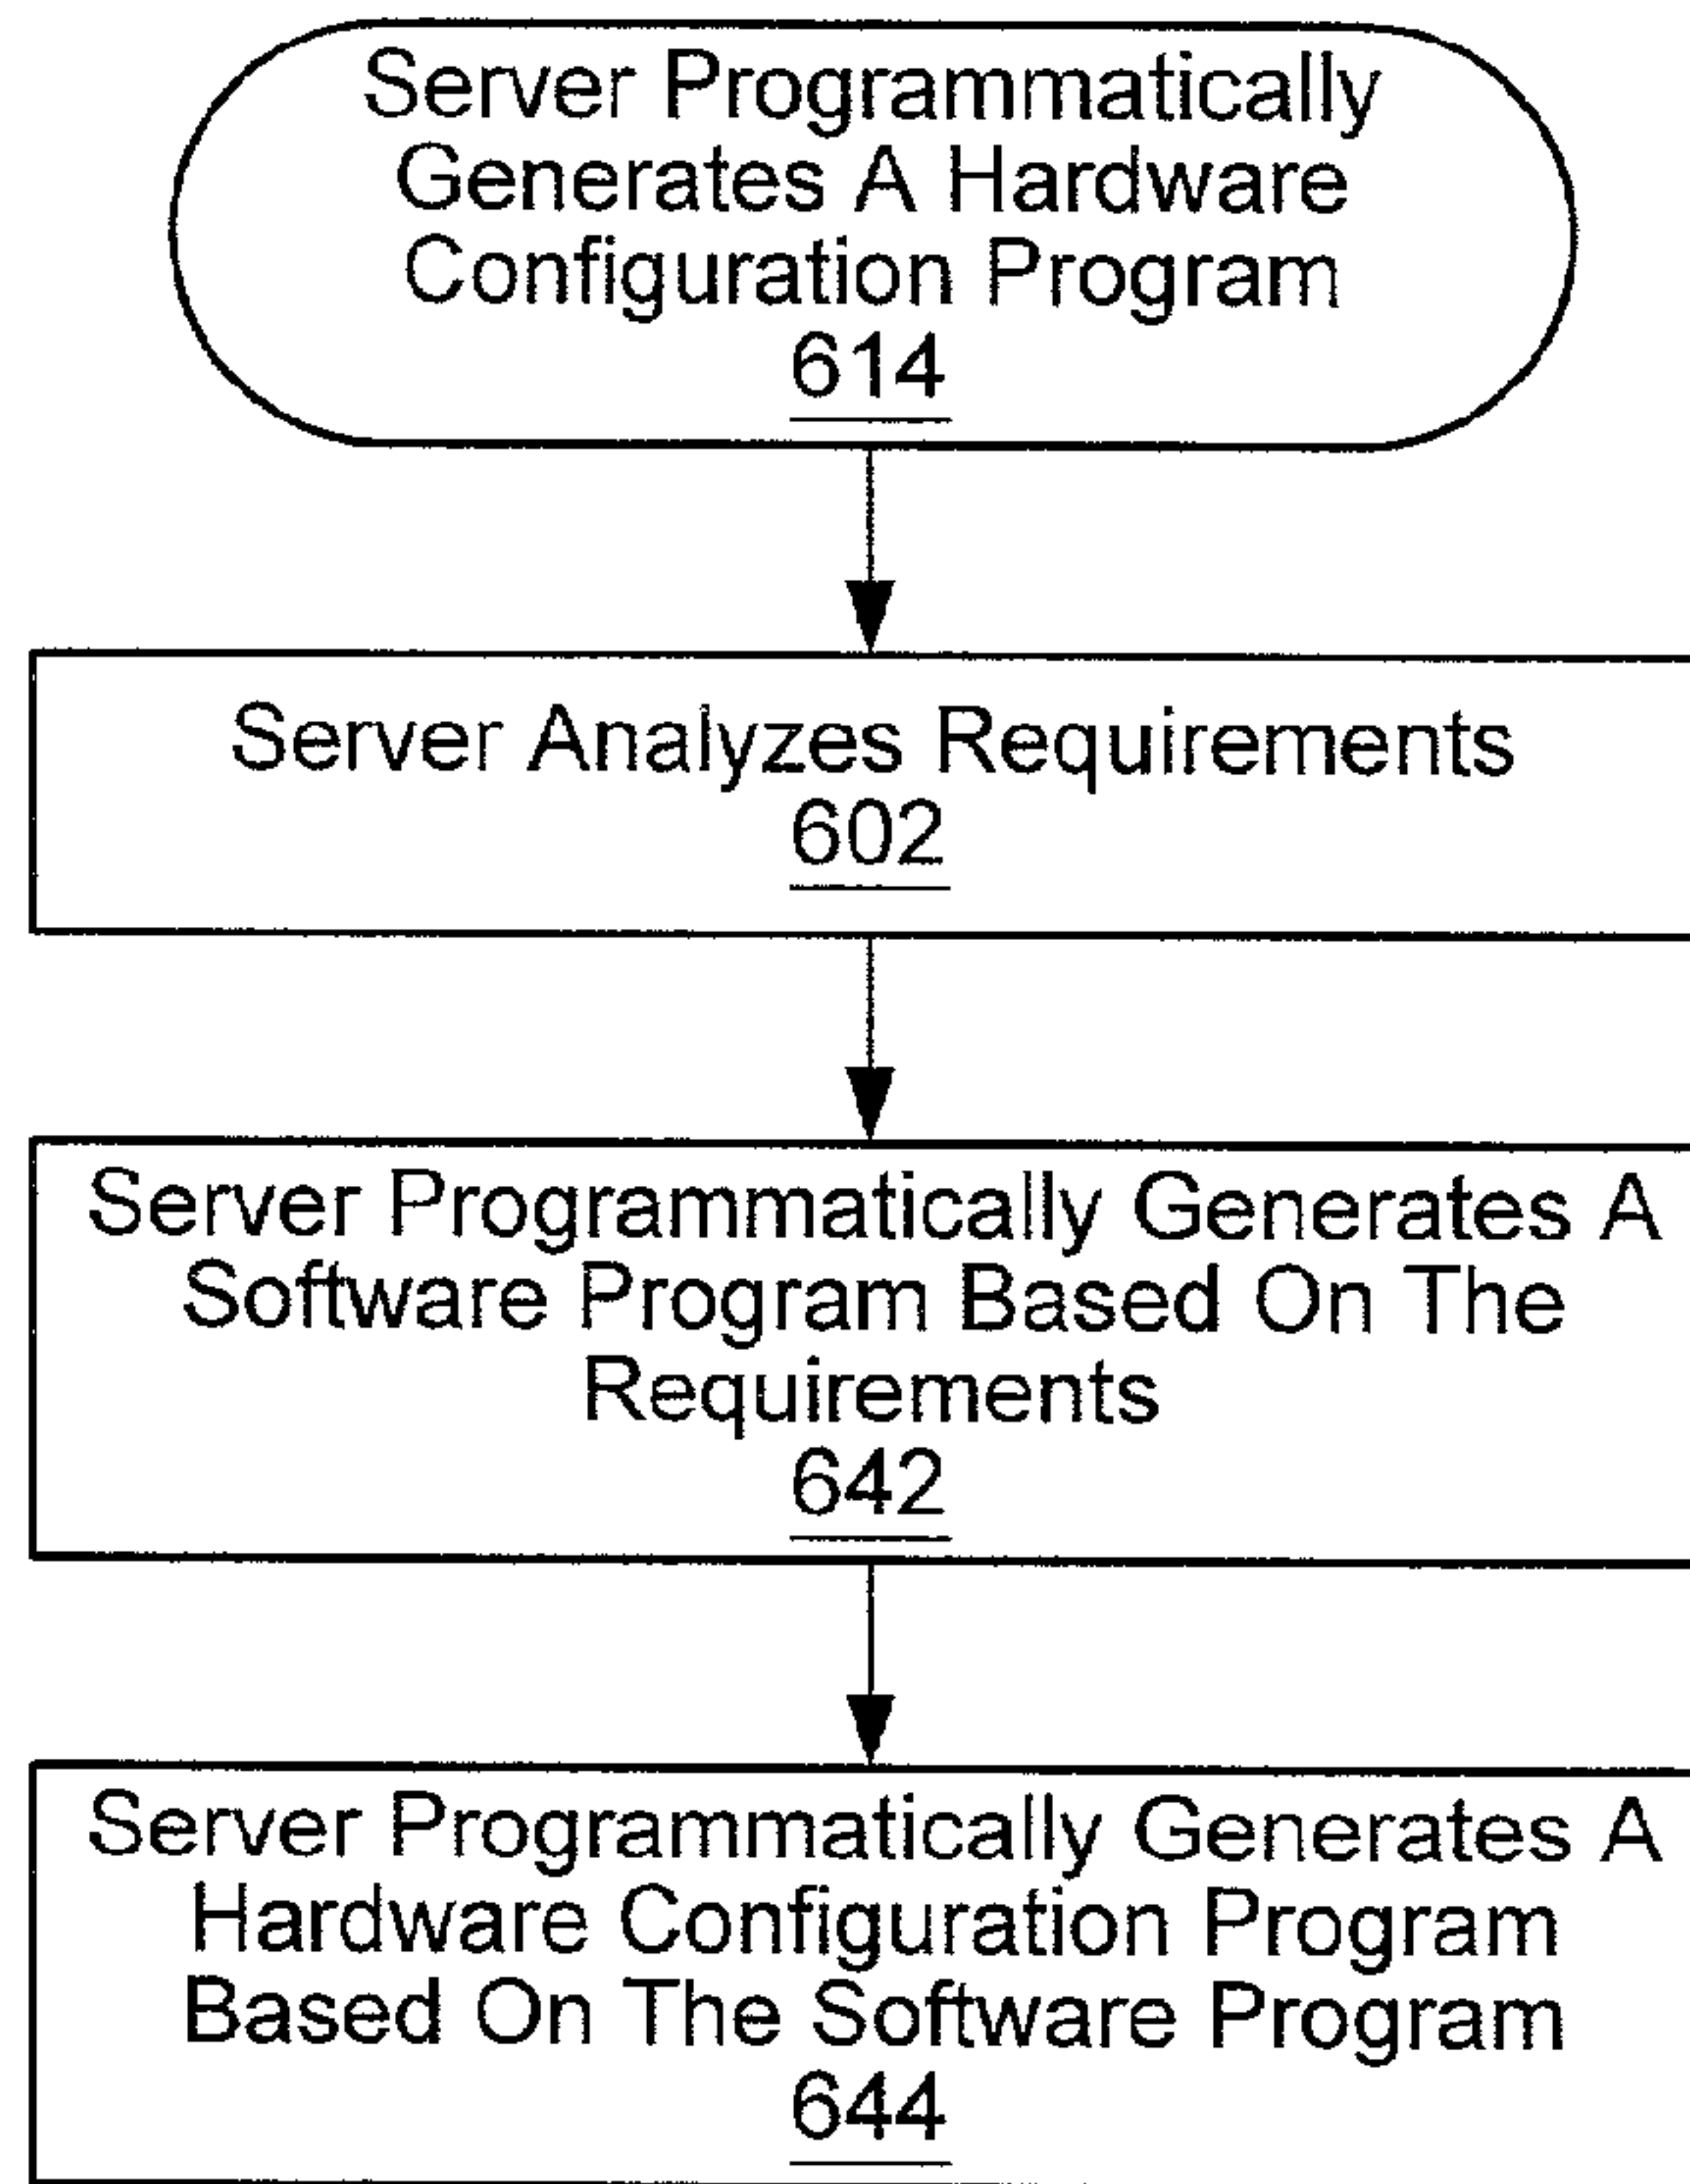 Server Programmatically
Generates A Hardware
Configuration Program
614
Server Analyzes Requirements
602
Server Programmatically Generates A
Software Program Based On The
Requirements
642
Server Programmatically Generates A
Hardware Configuration Program
Based On The Software Program
644